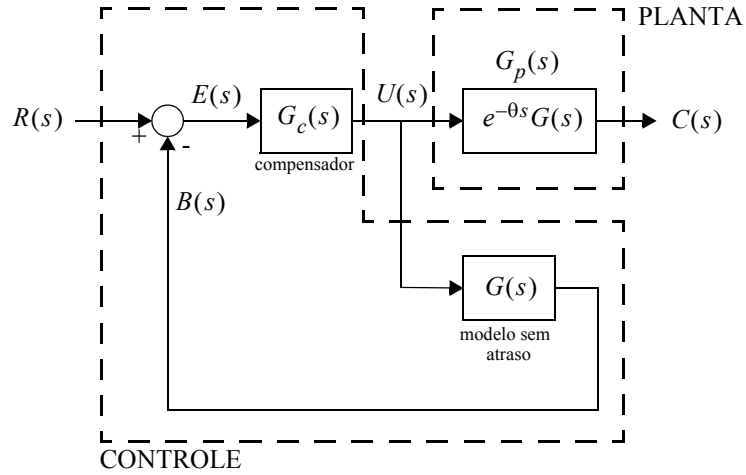 PLANTA
G_p(s)
R(s)
+
-
E(s)
G_c(s)
compensador
U(s)
e^{-θs}G(s)
C(s)
B(s)
G(s)
modelo sem
atraso
CONTROLE